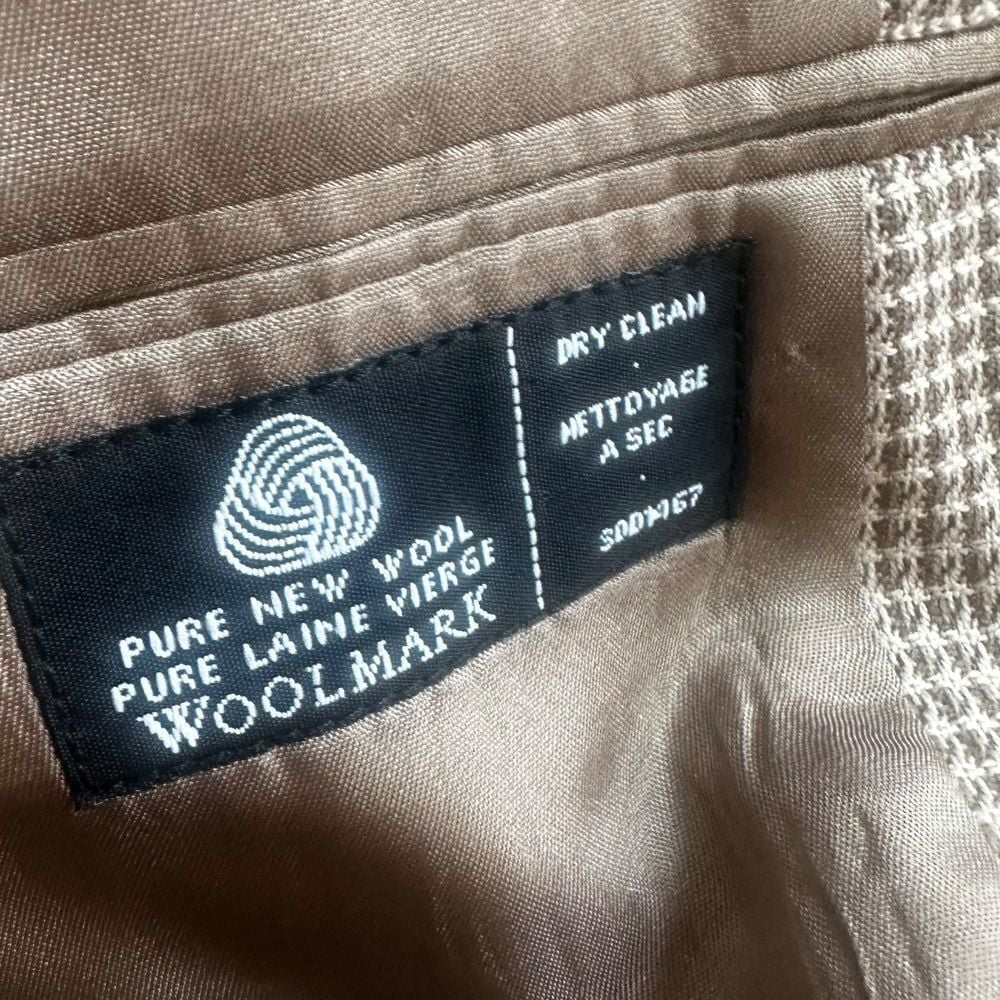 PURE NEW WOOL
PURE LAINE VIERGE
WOOLMARK
DRY CLEAN
NETTOYAGE
A SEC